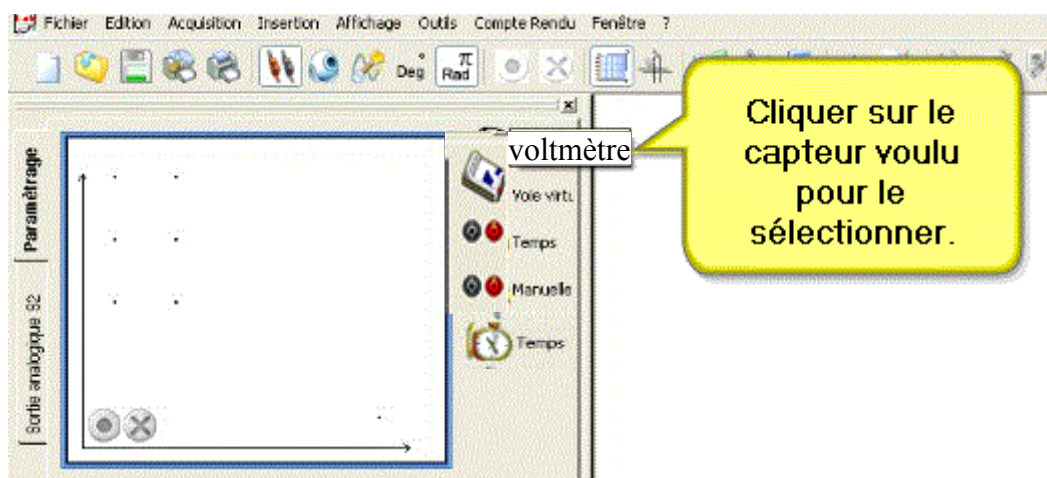 Fichier Edition Acquisition Insertion Affichage Outils Compte Rendu Fenêtre ?
Deg π Rad
voltmètre
Cliquer sur le
capteur voulu
pour le
sélectionner.
Paramètrage
Voie virtu
Temps
Manuelle
Temps
Sortie analogique S2